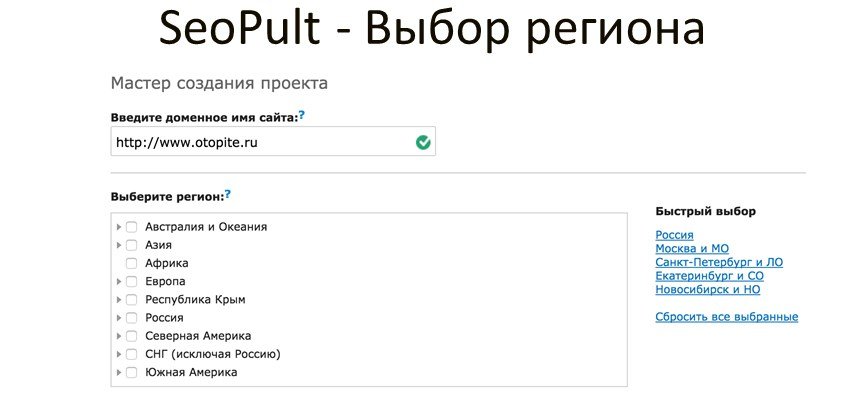 SeoPult - Выбор региона
Мастер создания проекта
Введите доменное имя сайта:?
http://www.otopite.ru
Выберите регион:?
Австралия и Океания
Азия
Африка
Европа
Республика Крым
Россия
Северная Америка
СНГ (исключая Россию)
Южная Америка
Быстрый выбор
Россия
Москва и МО
Санкт-Петербург и ЛО
Екатеринбург и СО
Новосибирск и НО
Сбросить все выбранные